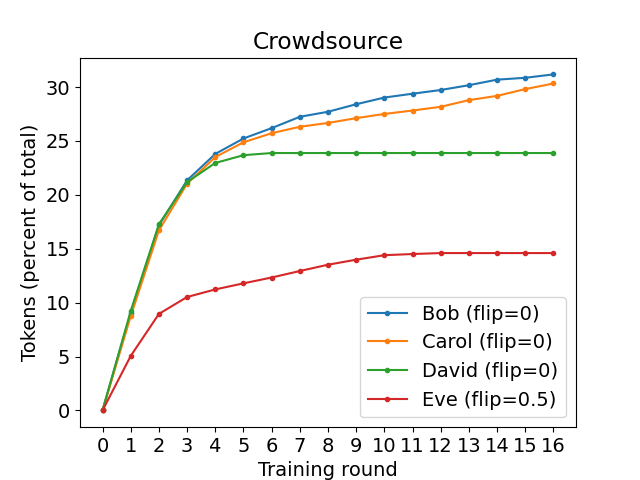 Crowdsource
Tokens (percent of total)
30
25
20
15
10
5
0
Bob (flip=0)
Carol (flip=0)
David (flip=0)
Eve (flip=0.5)
0 1 2 3 4 5 6 7 8 9 10 11 12 13 14 15 16
Training round